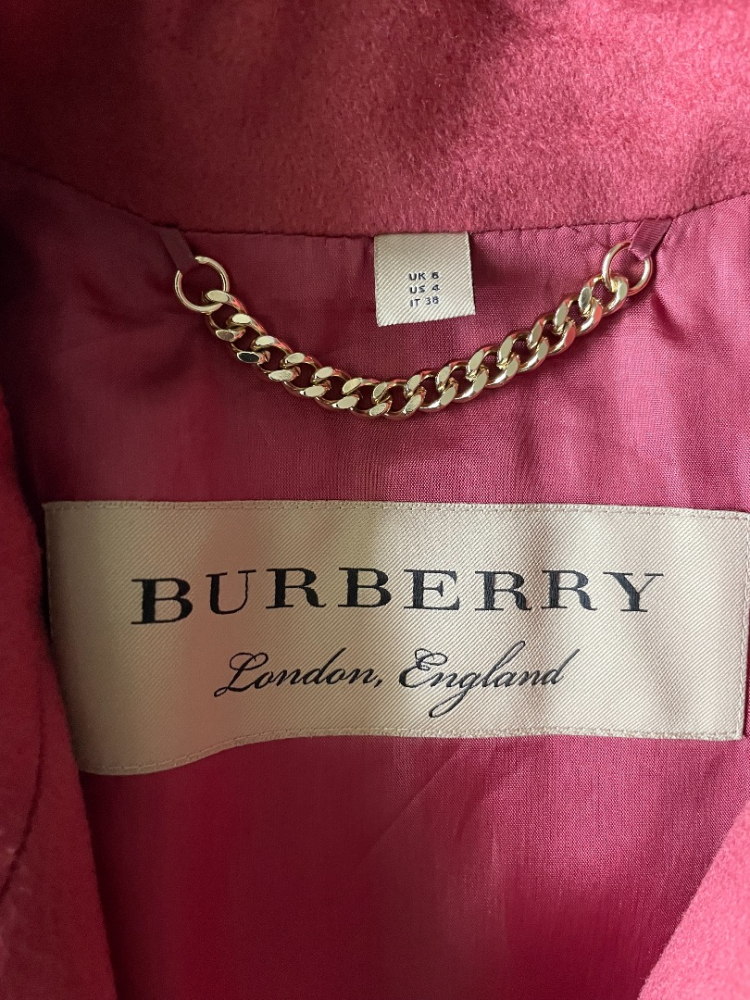 UK 6
US 4
IT 38
BURBERRY
London, England